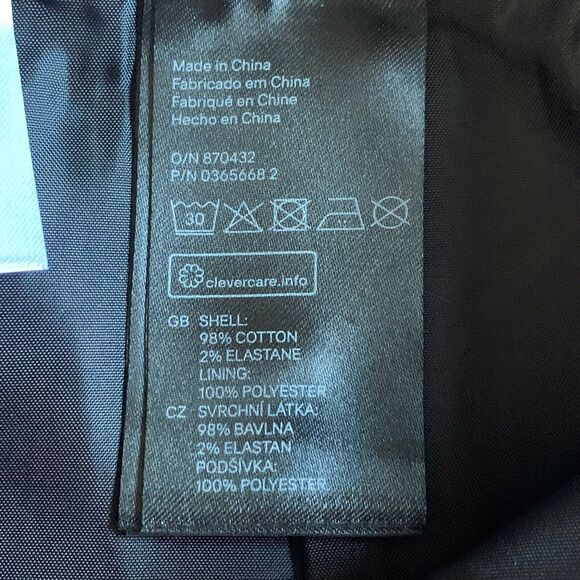 Made in China
Fabricado em China
Fabriqué en Chine
Hecho en China
O/N 870432
P/N 0365668 2
30
clevercare.info
GB SHELL:
98% COTTON
2% ELASTANE
LINING:
100% POLYESTER
CZ SVRCHNÍ LÁTKA:
98% BAVLNA
2% ELASTAN
PODŠÍVKA:
100% POLYESTER